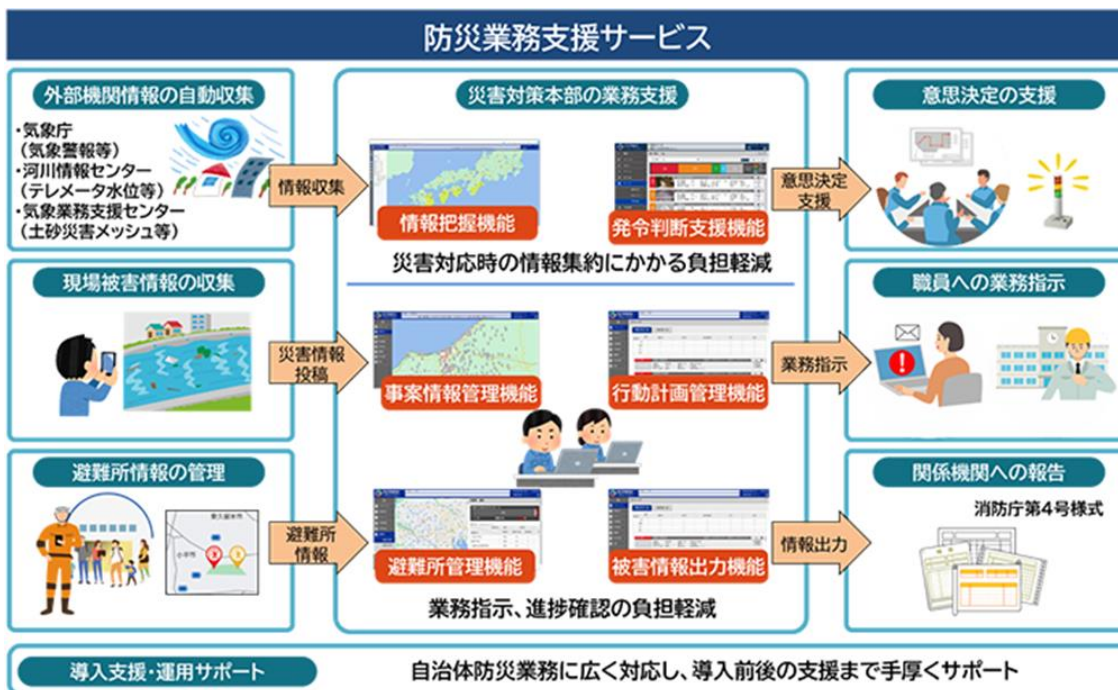 防災業務支援サービス
外部機関情報の自動収集
・気象庁
(気象警報等)
・河川情報センター
(テレメータ水位等)
・気象業務支援センター
(土砂災害メッシュ等)
情報収集
災害対策本部の業務支援
情報把握機能
発令判断支援機能
災害対応時の情報集約にかかる負担軽減
意思決定
支援
意思決定の支援
現場被害情報の収集
災害情報
投稿
事案情報管理機能
行動計画管理機能
業務指示
職員への業務指示
避難所情報の管理
東久留米市
小平市
避難所
情報
避難所管理機能
被害情報出力機能
業務指示、進捗確認の負担軽減
情報出力
関係機関への報告
消防庁第4号様式
導入支援・運用サポート
自治体防災業務に広く対応し、導入前後の支援まで手厚くサポート